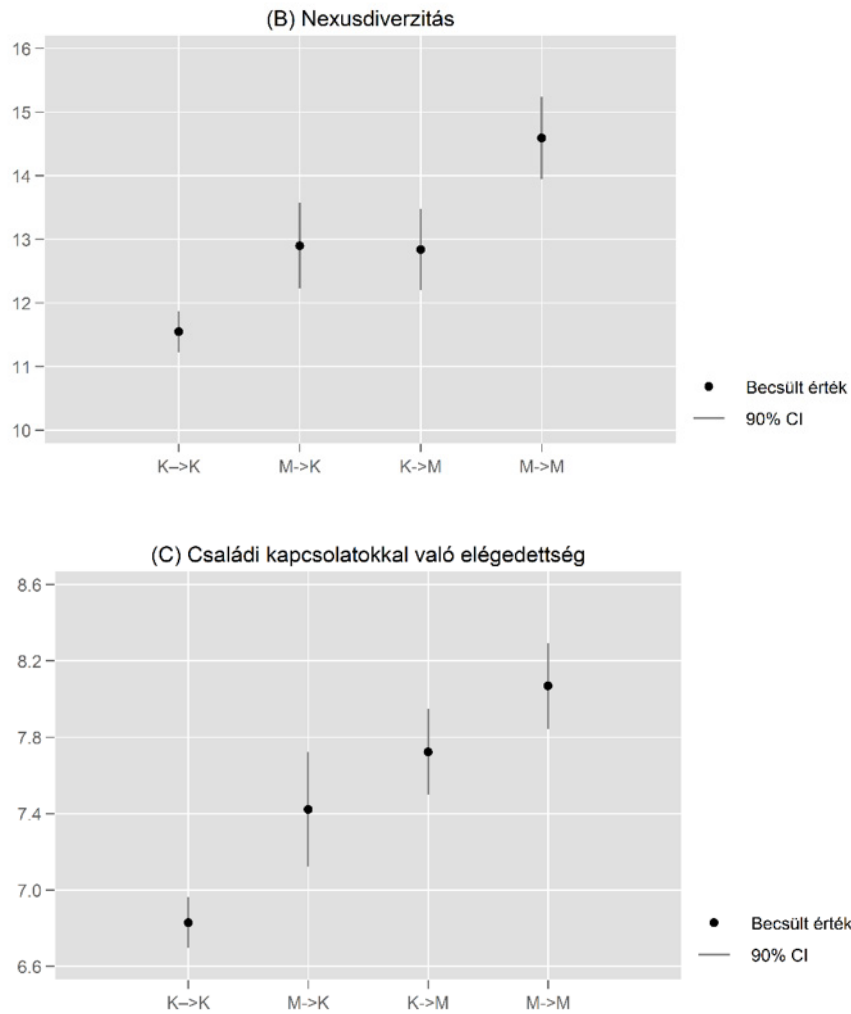 (B) Nexusdiverzitás
16
15
14
13
12
11
10
K–>K M->K K->M M->M
Becsült érték
90% CI
(C) Családi kapcsolatokkal való elégedettség
8.6
8.2
7.8
7.4
7.0
6.6
K–>K M->K K->M M->M
Becsült érték
90% CI